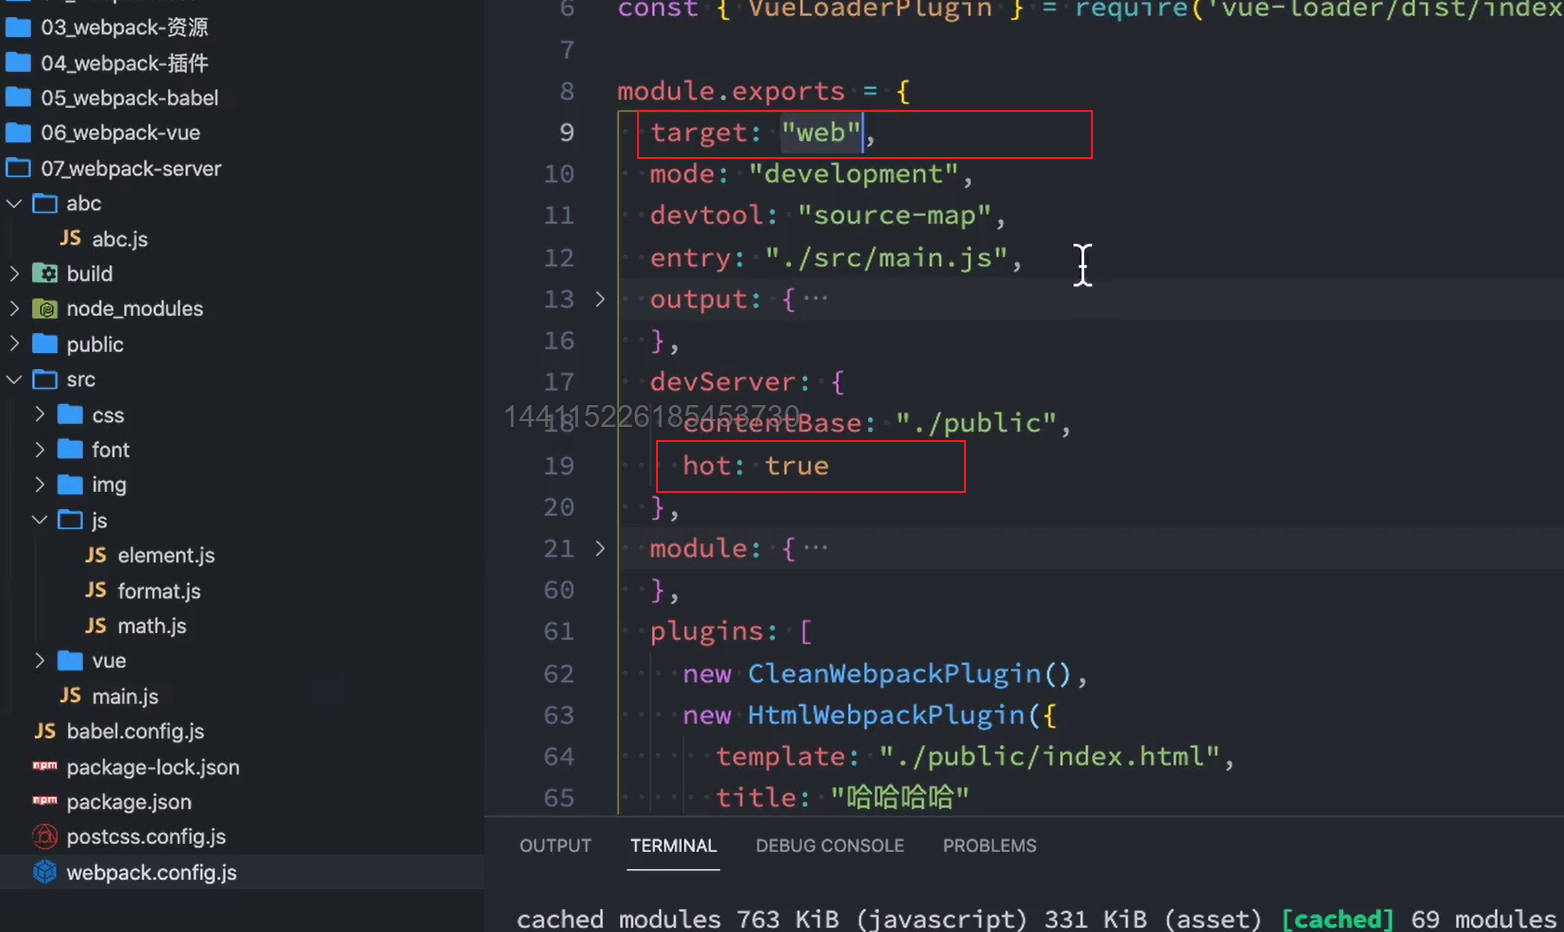 03_webpack-资源
04_webpack-插件
05_webpack-babel
06_webpack-vue
07_webpack-server
abc
JS abc.js
build
node_modules
public
src
css
font
img
js
JS element.js
JS format.js
JS math.js
vue
JS main.js
JS babel.config.js
npm package-lock.json
npm package.json
postcss.config.js
webpack.config.js
6 const { VueLoaderPlugin } = require('vue-loader/dist/index
7
8 module.exports = {
9 target: "web",
10 mode: "development",
11 devtool: "source-map",
12 entry: "./src/main.js",
13 output: { ···
16 },
17 devServer: {
18 contentBase: "./public",
144115226185453730
19 hot: true
20 },
21 module: { ···
60 },
61 plugins: [
62 new CleanWebpackPlugin(),
63 new HtmlWebpackPlugin({
64 template: "./public/index.html",
65 title: "哈哈哈哈"
OUTPUT TERMINAL DEBUG CONSOLE PROBLEMS
cached modules 763 KiB (javascript) 331 KiB (asset) [cached] 69 modules